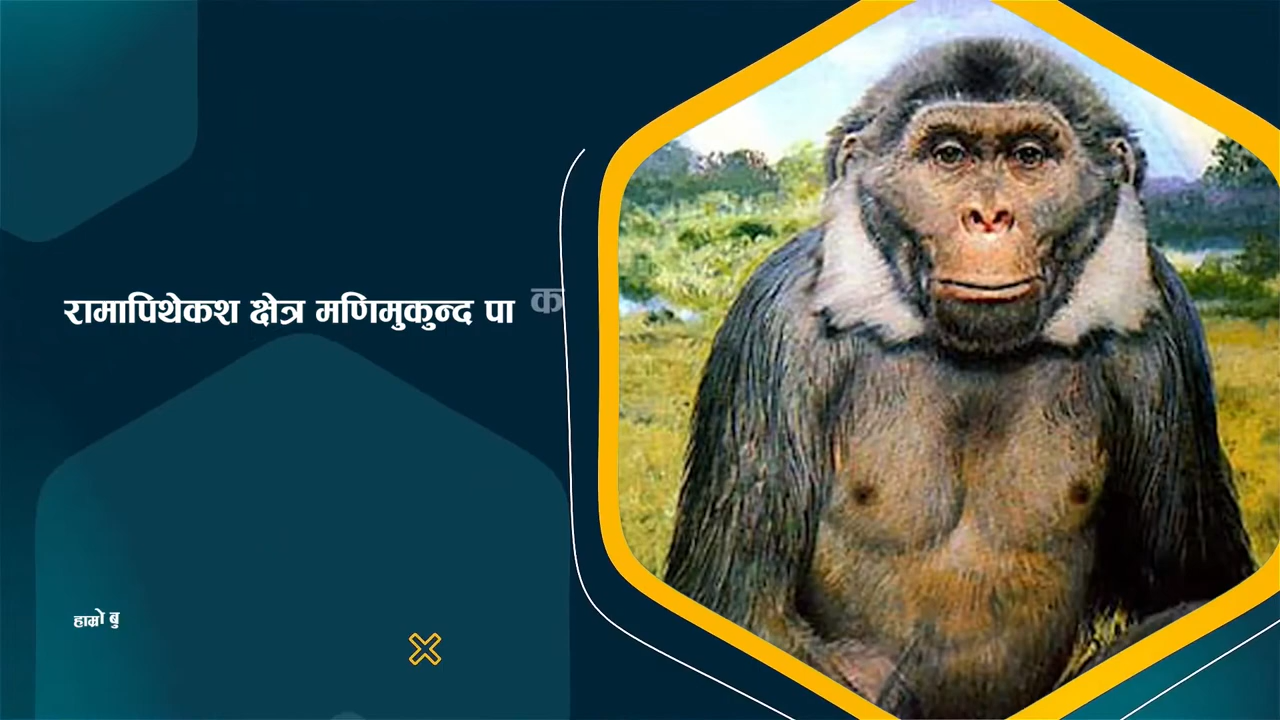 रामापिथेकश क्षेत्र मणिमुकुन्द पा क
हाम्रो बु